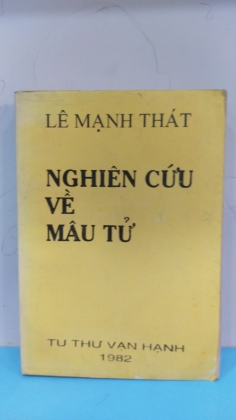 LÊ MẠNH THÁT
NGHIÊN CỨU
VỀ
MÂU TỬ
TU THƯ VẠN HẠNH
1982